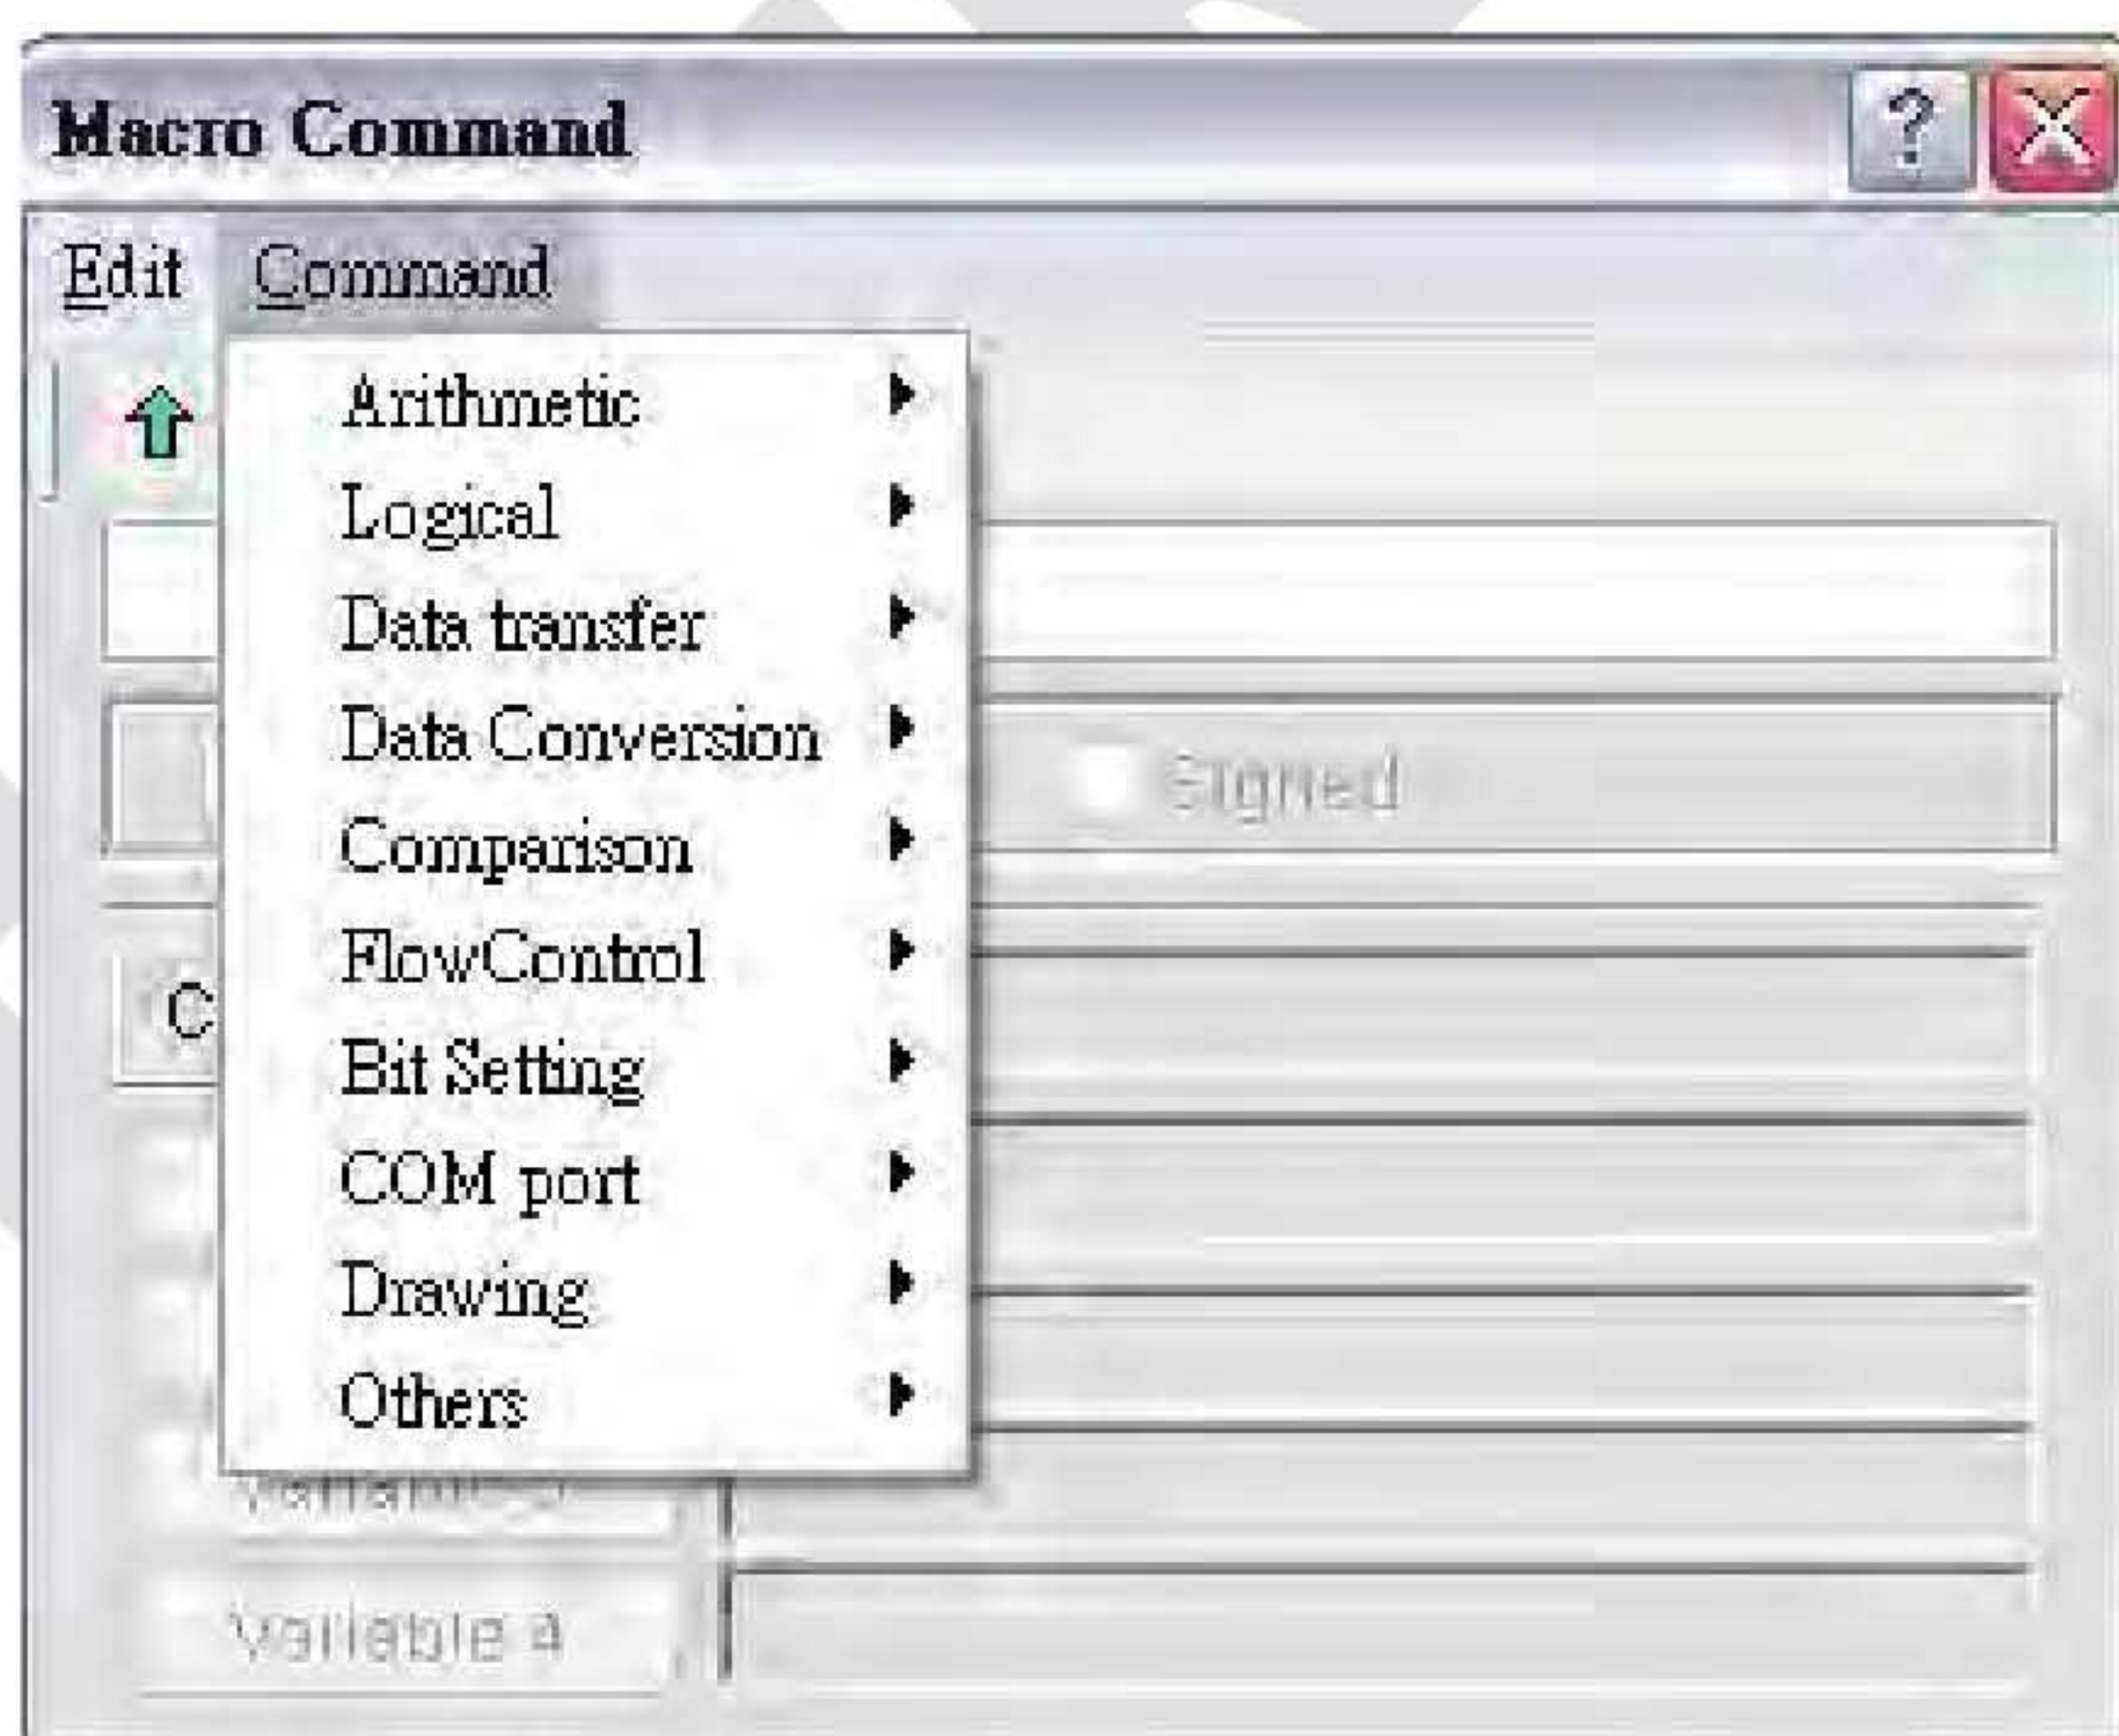 Macro Command ?
Edit Command
Arithmetic
Logical
Data transfer
Data Conversion
Signed
Comparison
FlowControl
C
Bit Setting
COM port
Drawing
Others
Variable 4